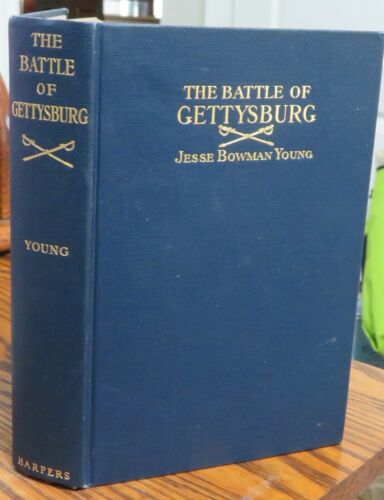 THE
BATTLE
OF
GETTYSBURG
YOUNG
HARPERS
THE BATTLE OF
GETTYSBURG
JESSE BOWMAN YOUNG